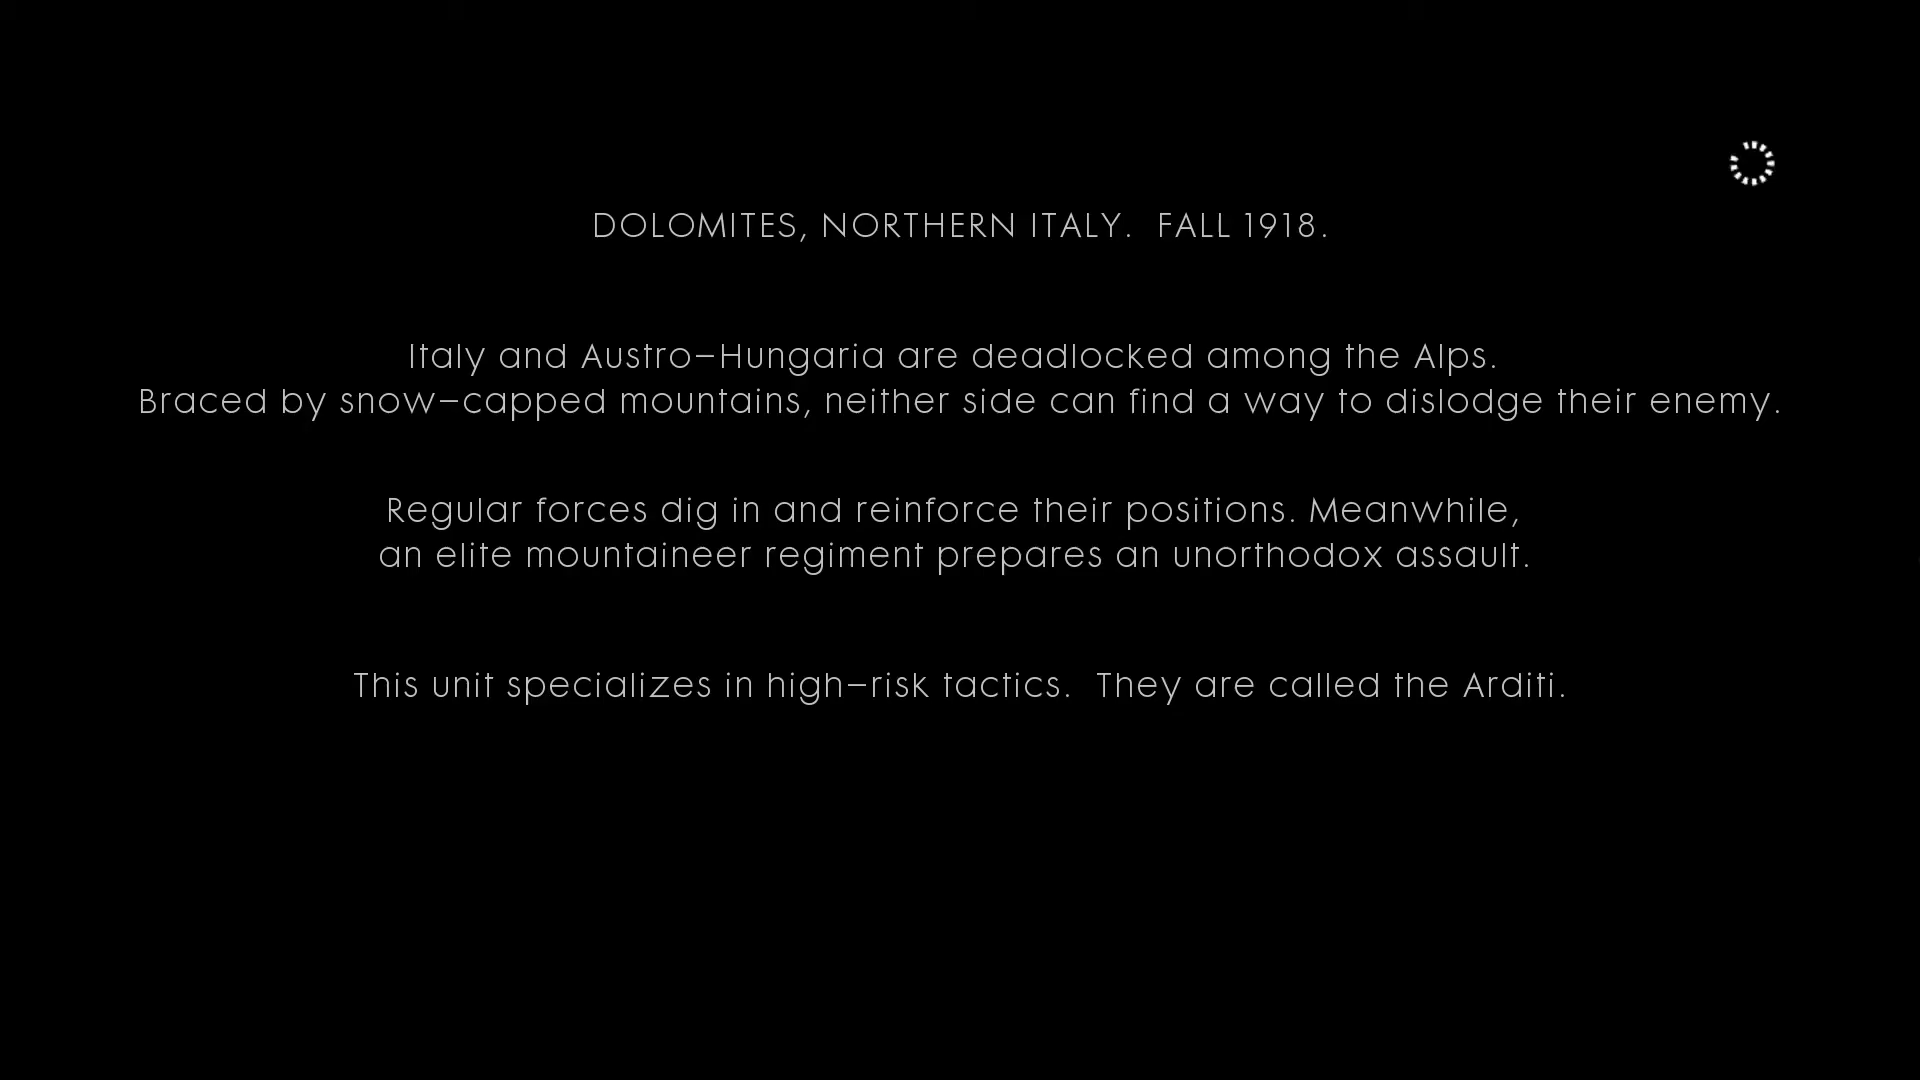 DOLOMITES, NORTHERN ITALY.  FALL 1918.
Italy and Austro-Hungaria are deadlocked among the Alps.
Braced by snow-capped mountains, neither side can find a way to dislodge their enemy.
Regular forces dig in and reinforce their positions. Meanwhile,
an elite mountaineer regiment prepares an unorthodox assault.
This unit specializes in high-risk tactics.  They are called the Arditi.